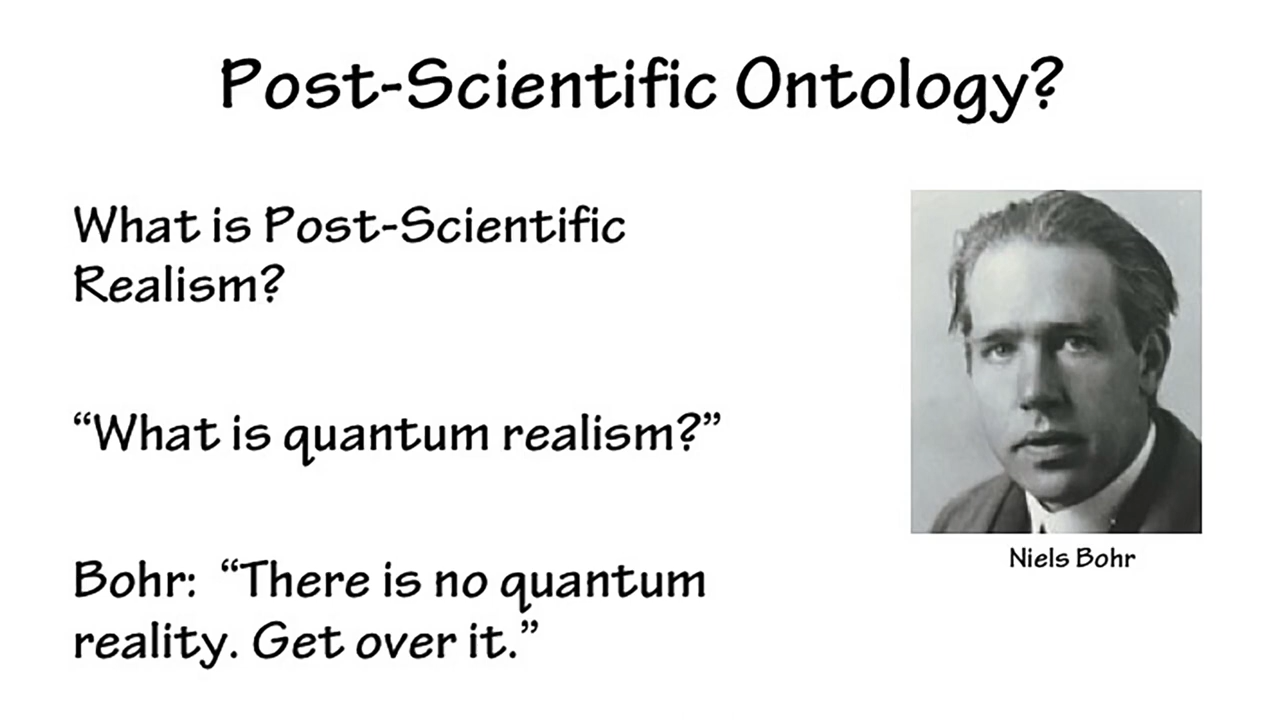 Post-Scientific Ontology?
What is Post-Scientific
Realism?
“What is quantum realism?”
Bohr:  “There is no quantum
reality. Get over it.”
Niels Bohr